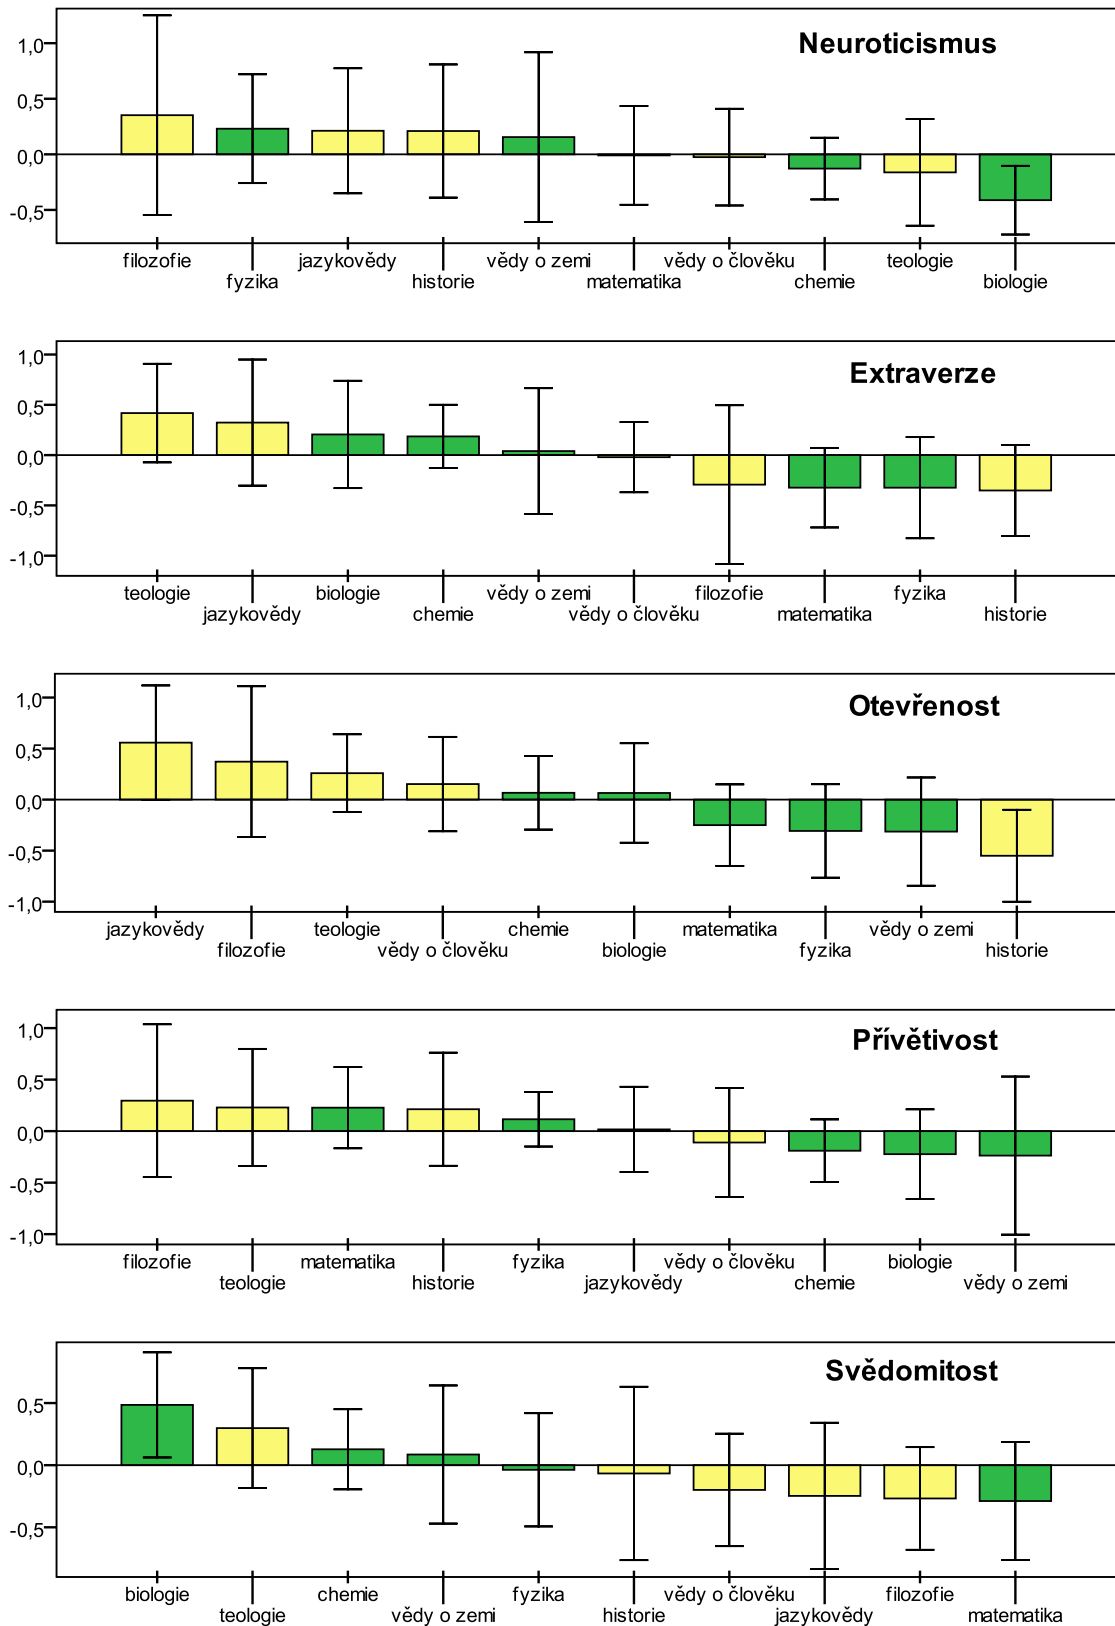 Neuroticismus
1,0
0,5
0,0
-0,5
filozofie
fyzika
jazykovědy
historie
vědy o zemi
matematika
vědy o člověku
chemie
teologie
biologie
Extraverze
1,0
0,5
0,0
-0,5
-1,0
teologie
jazykovědy
biologie
chemie
vědy o zemi
vědy o člověku
filozofie
matematika
fyzika
historie
Otevřenost
1,0
0,5
0,0
-0,5
-1,0
jazykovědy
filozofie
teologie
vědy o člověku
chemie
biologie
matematika
fyzika
vědy o zemi
historie
Přívětivost
1,0
0,5
0,0
-0,5
-1,0
filozofie
teologie
matematika
historie
fyzika
jazykovědy
vědy o člověku
chemie
biologie
vědy o zemi
Svědomitost
0,5
0,0
-0,5
biologie
teologie
chemie
vědy o zemi
fyzika
historie
vědy o člověku
jazykovědy
filozofie
matematika